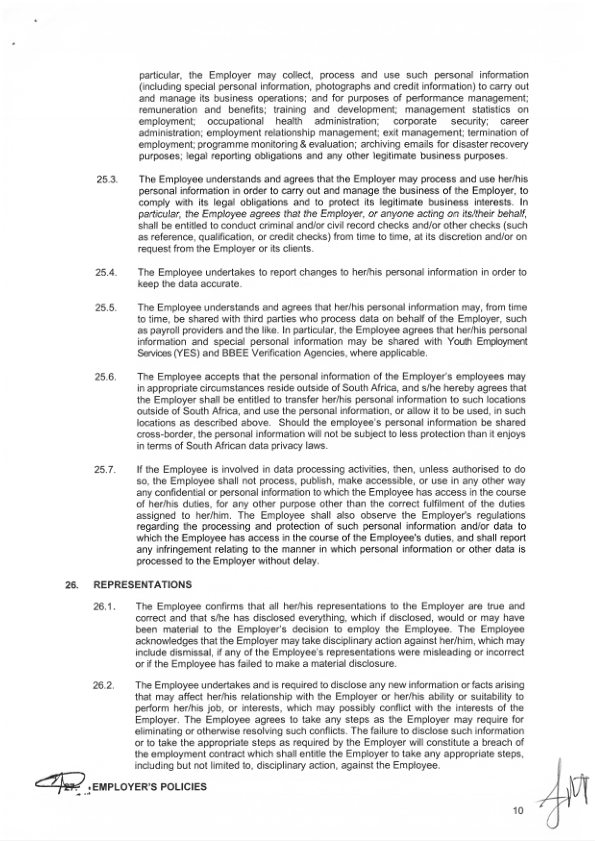 particular, the Employer may collect, process and use such personal information
(including special personal information, photographs and credit information) to carry out
and manage its business operations; and for purposes of performance management;
remuneration and benefits; training and development; management statistics on
employment; occupational health administration; corporate security; career
administration; employment relationship management; exit management; termination of
employment; programme monitoring & evaluation; archiving emails for disaster recovery
purposes; legal reporting obligations and any other legitimate business purposes.
25.3. The Employee understands and agrees that the Employer may process and use her/his
personal information in order to carry out and manage the business of the Employer, to
comply with its legal obligations and to protect its legitimate business interests. In
particular, the Employee agrees that the Employer, or anyone acting on its/their behalf,
shall be entitled to conduct criminal and/or civil record checks and/or other checks (such
as reference, qualification, or credit checks) from time to time, at its discretion and/or on
request from the Employer or its clients.
25.4. The Employee undertakes to report changes to her/his personal information in order to
keep the data accurate.
25.5. The Employee understands and agrees that her/his personal information may, from time
to time, be shared with third parties who process data on behalf of the Employer, such
as payroll providers and the like. In particular, the Employee agrees that her/his personal
information and special personal information may be shared with Youth Employment
Services (YES) and BBEE Verification Agencies, where applicable.
25.6. The Employee accepts that the personal information of the Employer's employees may
in appropriate circumstances reside outside of South Africa, and s/he hereby agrees that
the Employer shall be entitled to transfer her/his personal information to such locations
outside of South Africa, and use the personal information, or allow it to be used, in such
locations as described above. Should the employee's personal information be shared
cross-border, the personal information will not be subject to less protection than it enjoys
in terms of South African data privacy laws.
25.7. If the Employee is involved in data processing activities, then, unless authorised to do
so, the Employee shall not process, publish, make accessible, or use in any other way
any confidential or personal information to which the Employee has access in the course
of her/his duties, for any other purpose other than the correct fulfilment of the duties
assigned to her/him. The Employee shall also observe the Employer's regulations
regarding the processing and protection of such personal information and/or data to
which the Employee has access in the course of the Employee's duties, and shall report
any infringement relating to the manner in which personal information or other data is
processed to the Employer without delay.
26. REPRESENTATIONS
26.1. The Employee confirms that all her/his representations to the Employer are true and
correct and that s/he has disclosed everything, which if disclosed, would or may have
been material to the Employer's decision to employ the Employee. The Employee
acknowledges that the Employer may take disciplinary action against her/him, which may
include dismissal, if any of the Employee's representations were misleading or incorrect
or if the Employee has failed to make a material disclosure.
26.2. The Employee undertakes and is required to disclose any new information or facts arising
that may affect her/his relationship with the Employer or her/his ability or suitability to
perform her/his job, or interests, which may possibly conflict with the interests of the
Employer. The Employee agrees to take any steps as the Employer may require for
eliminating or otherwise resolving such conflicts. The failure to disclose such information
or to take the appropriate steps as required by the Employer will constitute a breach of
the employment contract which shall entitle the Employer to take any appropriate steps,
including but not limited to, disciplinary action, against the Employee.
27. EMPLOYER'S POLICIES
10